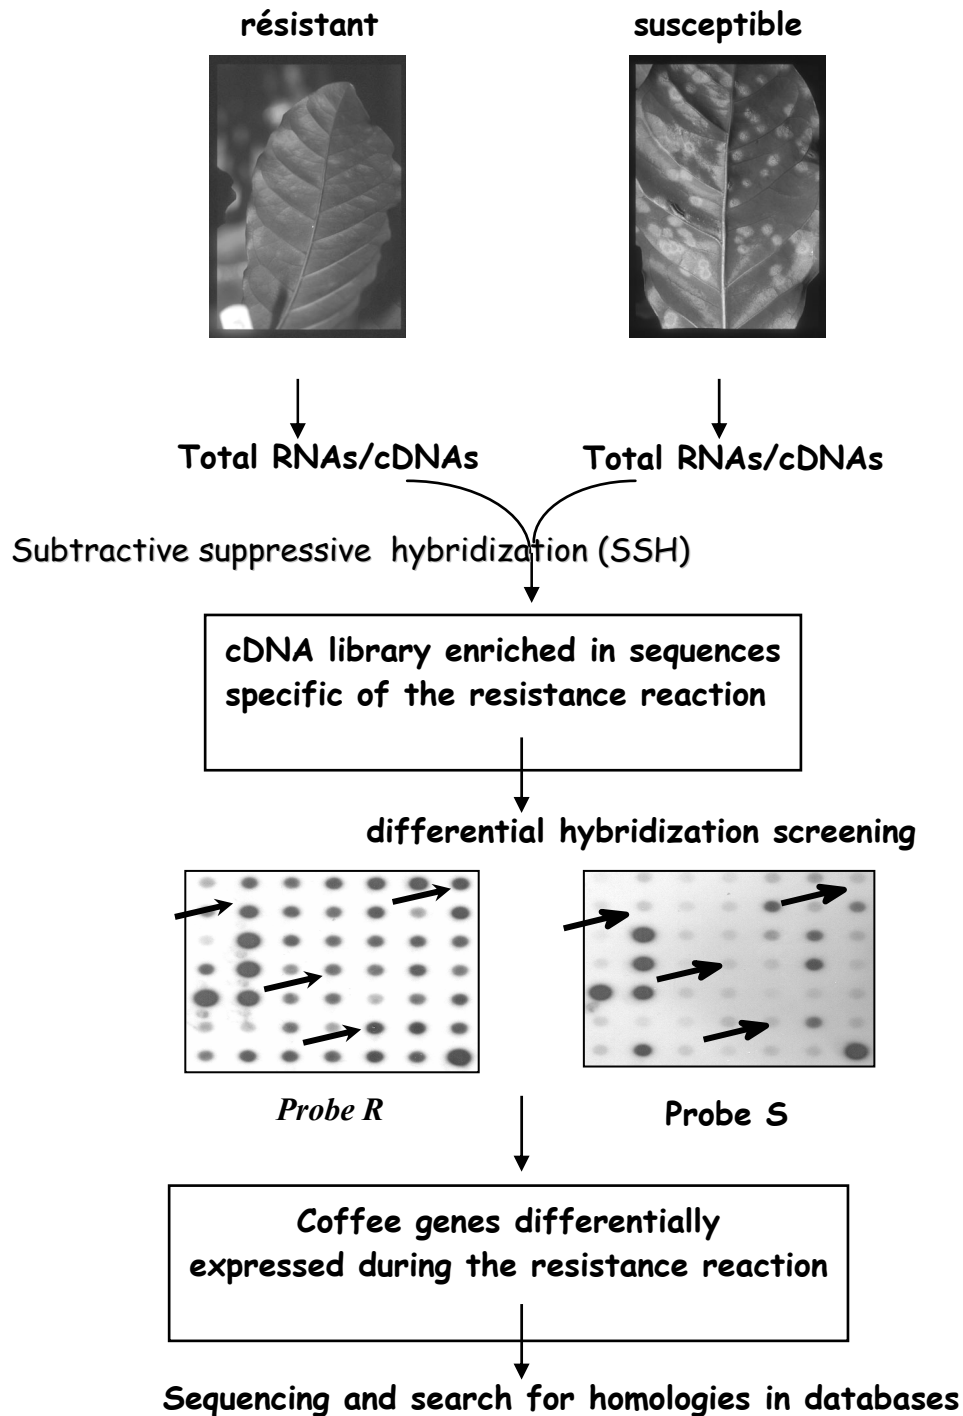 résistant
susceptible
Total RNAs/cDNAs
Total RNAs/cDNAs
Subtractive suppressive hybridization (SSH)
cDNA library enriched in sequences
specific of the resistance reaction
differential hybridization screening
Probe R
Probe S
Coffee genes differentially
expressed during the resistance reaction
Sequencing and search for homologies in databases